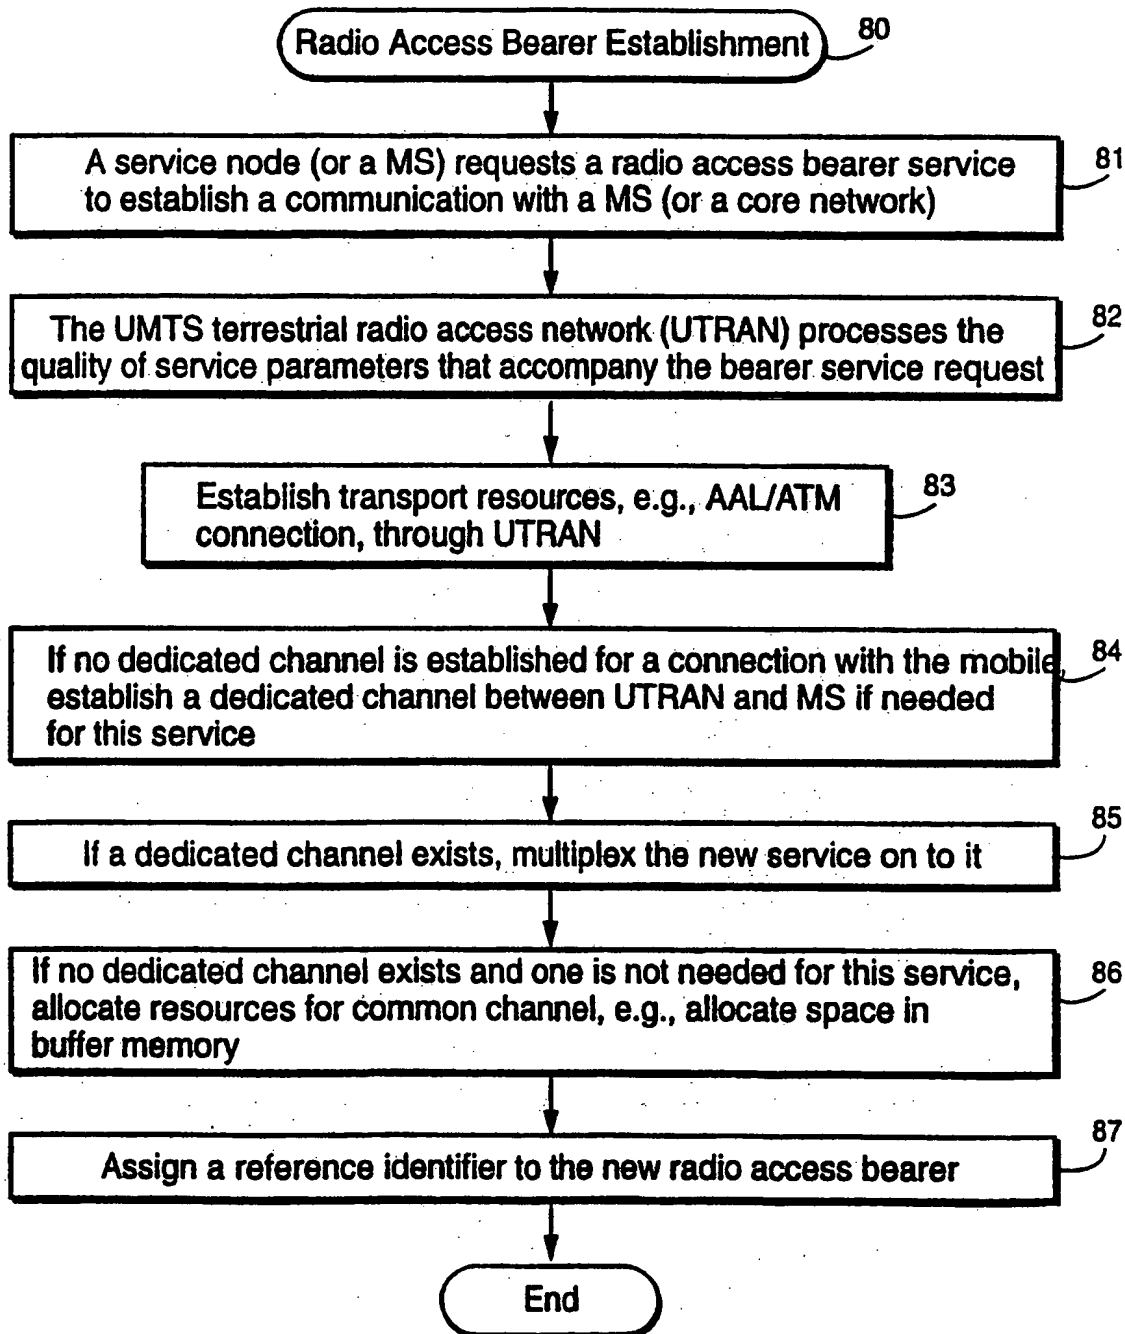 Radio Access Bearer Establishment
80
A service node (or a MS) requests a radio access bearer service
to establish a communication with a MS (or a core network)
81
The UMTS terrestrial radio access network (UTRAN) processes the
quality of service parameters that accompany the bearer service request
82
Establish transport resources, e.g., AAL/ATM
connection, through UTRAN
83
If no dedicated channel is established for a connection with the mobile,
establish a dedicated channel between UTRAN and MS if needed
for this service
84
If a dedicated channel exists, multiplex the new service on to it
85
If no dedicated channel exists and one is not needed for this service,
allocate resources for common channel, e.g., allocate space in
buffer memory
86
Assign a reference identifier to the new radio access bearer
87
End